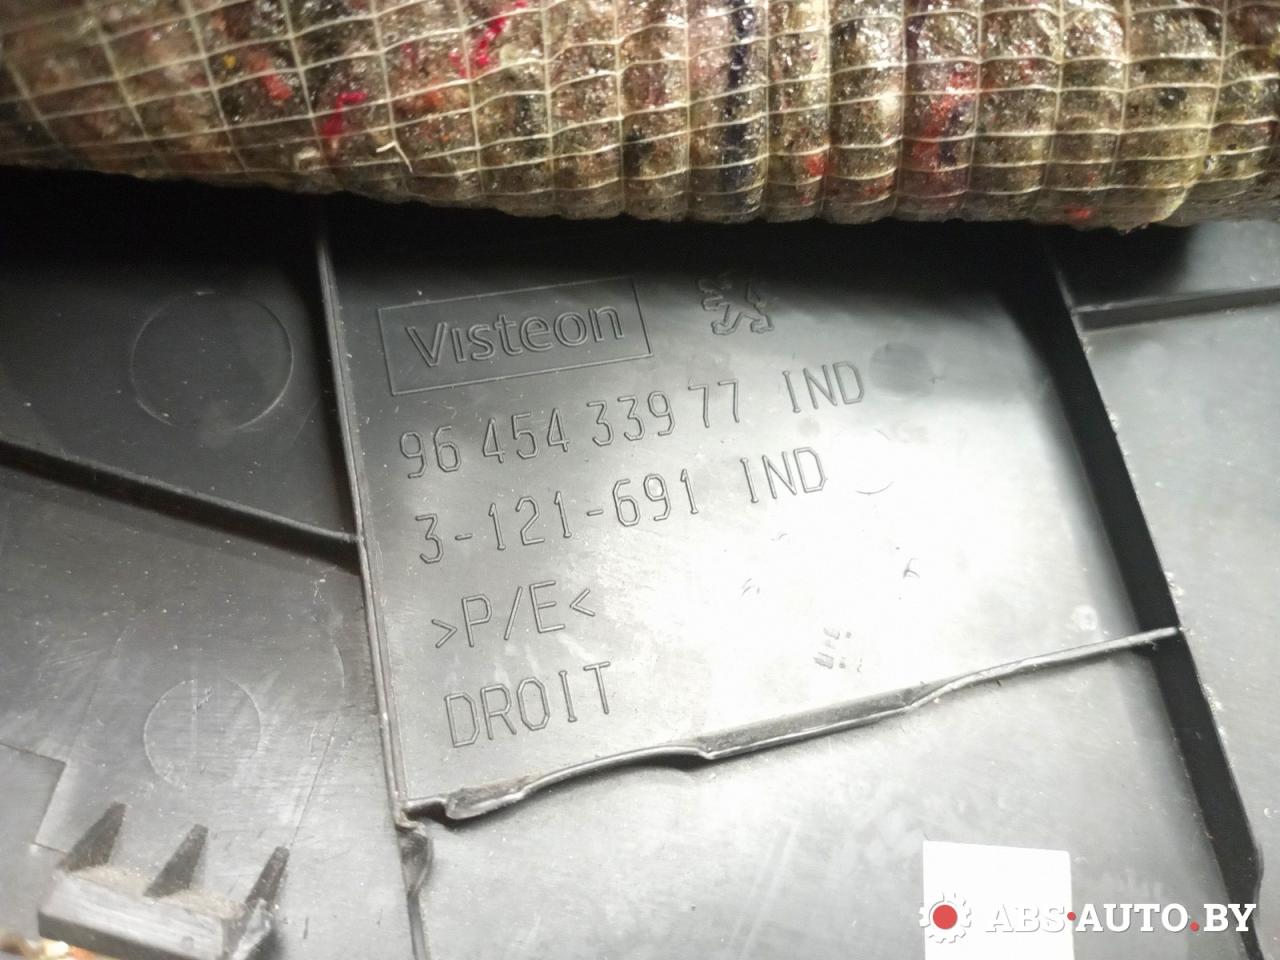 Visteon
96 454 339 77 IND
3-121-691 IND
>P/E<
DROIT
ABS·AUTO.BY